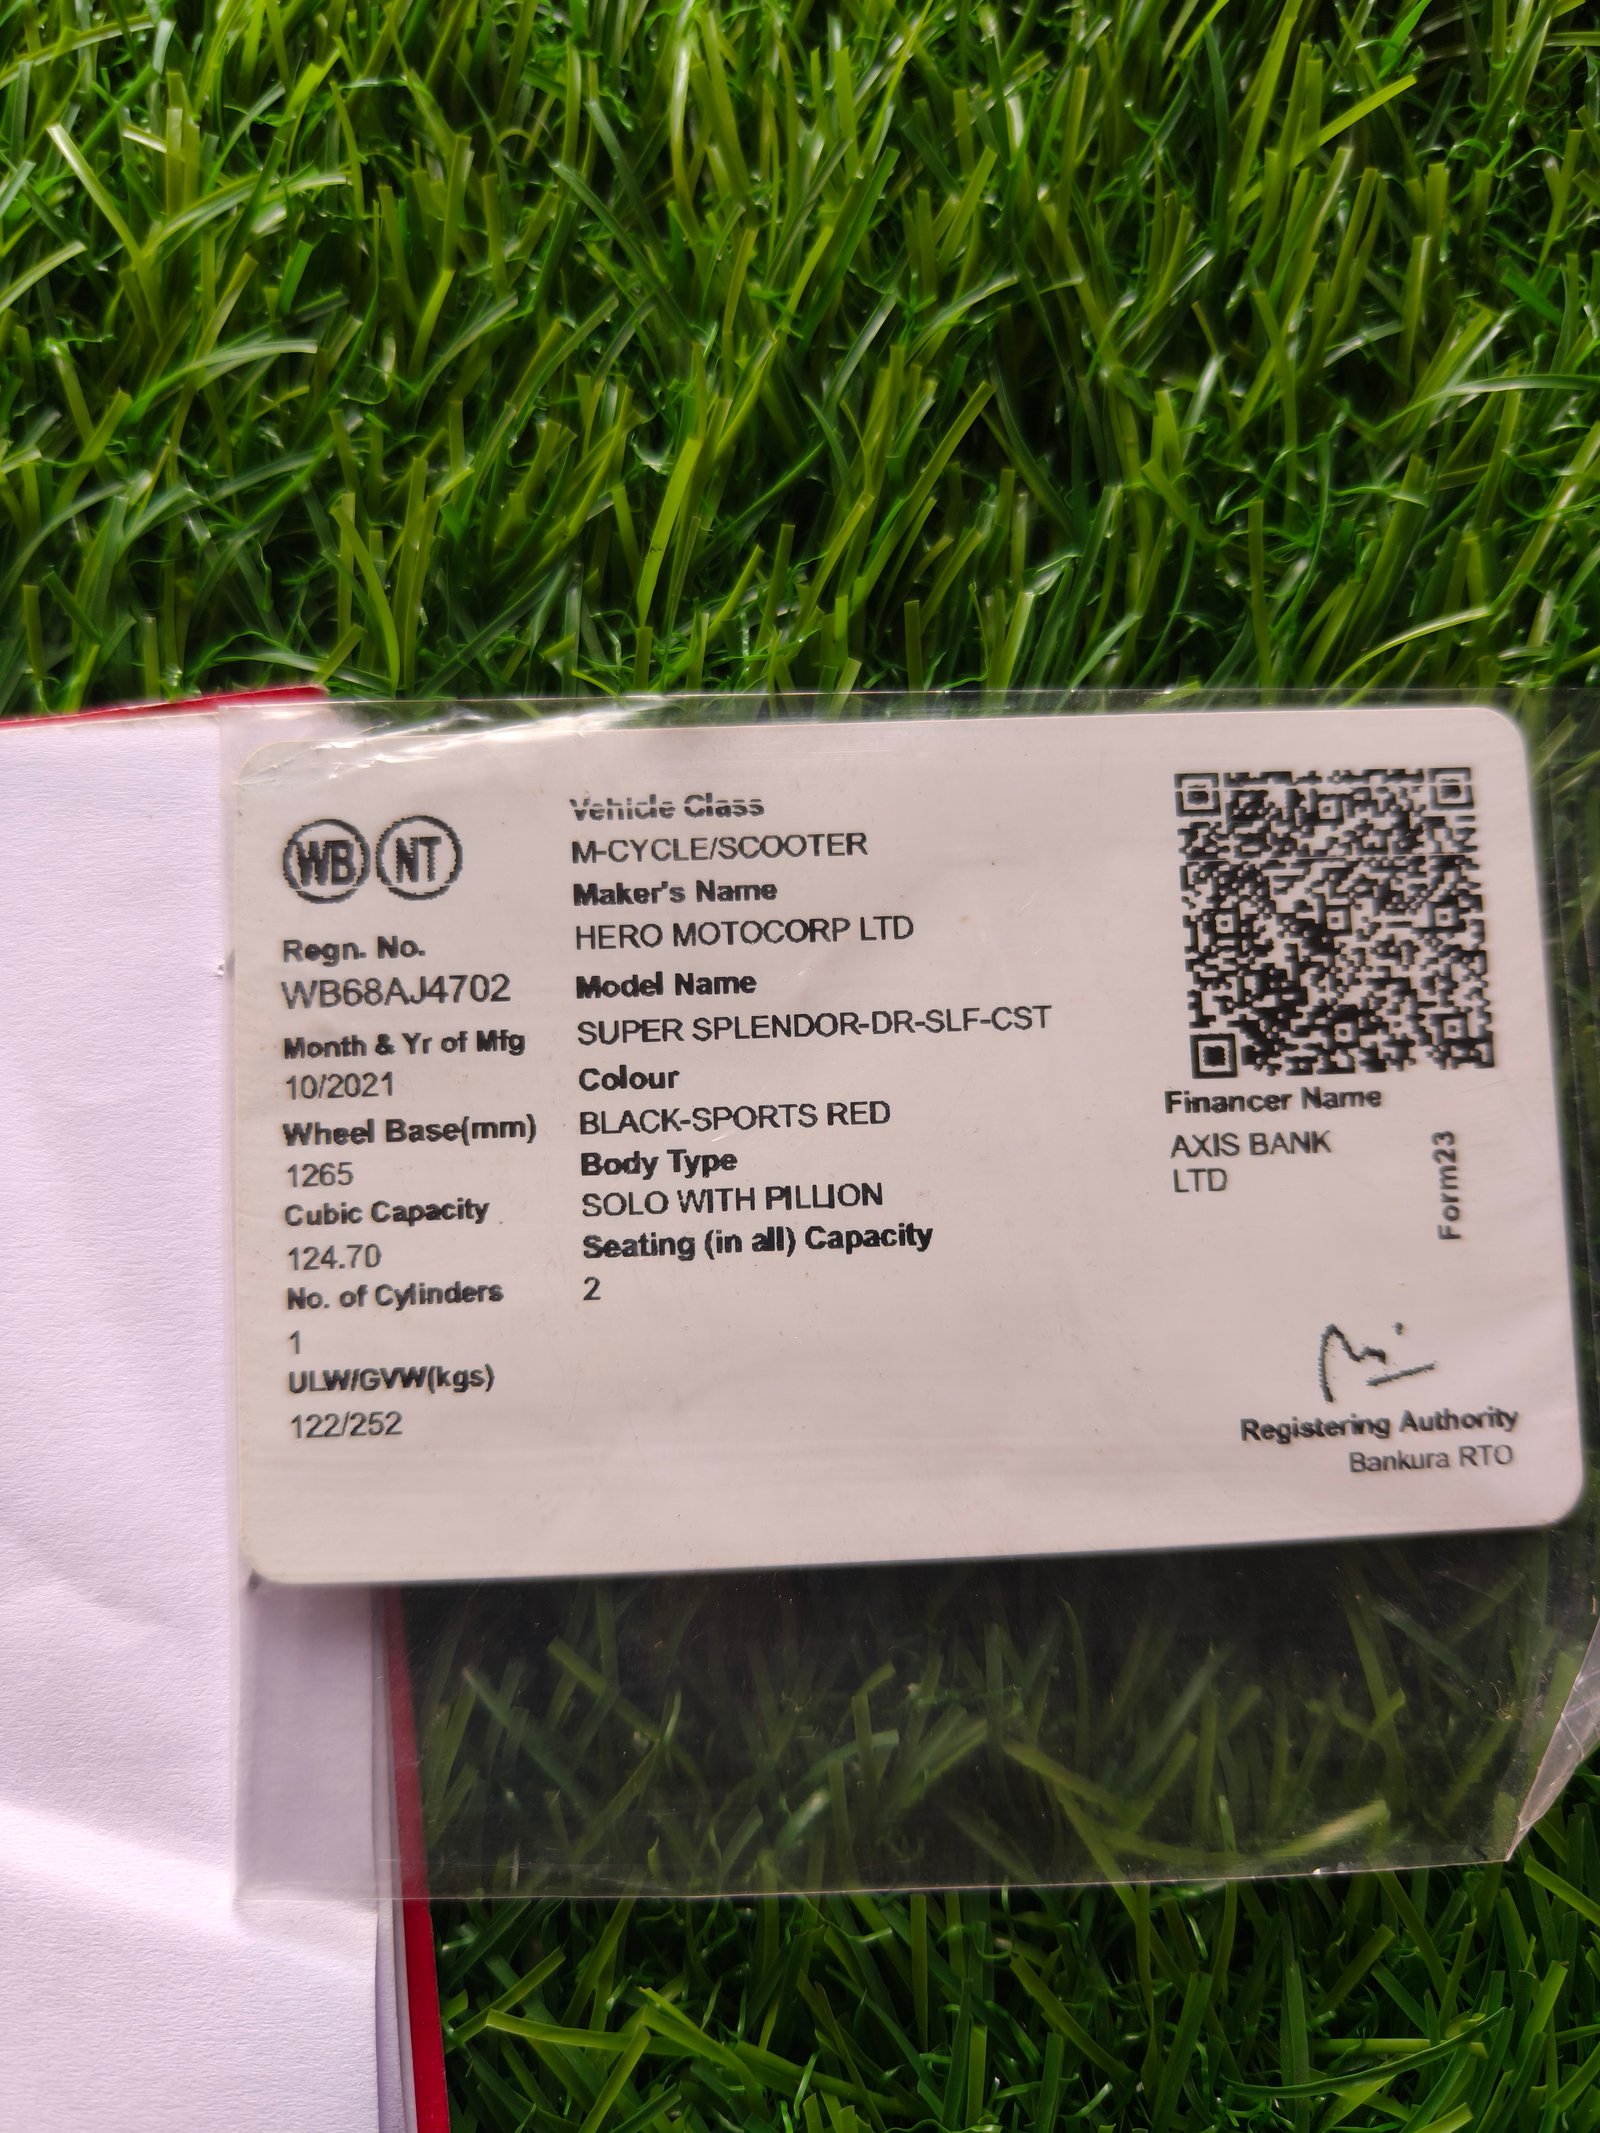 WB NT
Regn. No.
WB68AJ4702
Month & Yr of Mfg
10/2021
Wheel Base(mm)
1265
Cubic Capacity
124.70
No. of Cylinders
1
ULW/GVW(kgs)
122/252
Vehicle Class
M-CYCLE/SCOOTER
Maker's Name
HERO MOTOCORP LTD
Model Name
SUPER SPLENDOR-DR-SLF-CST
Colour
BLACK-SPORTS RED
Body Type
SOLO WITH PILLION
Seating (in all) Capacity
2
Financer Name
AXIS BANK
LTD
Form23
Registering Authority
Bankura RTO